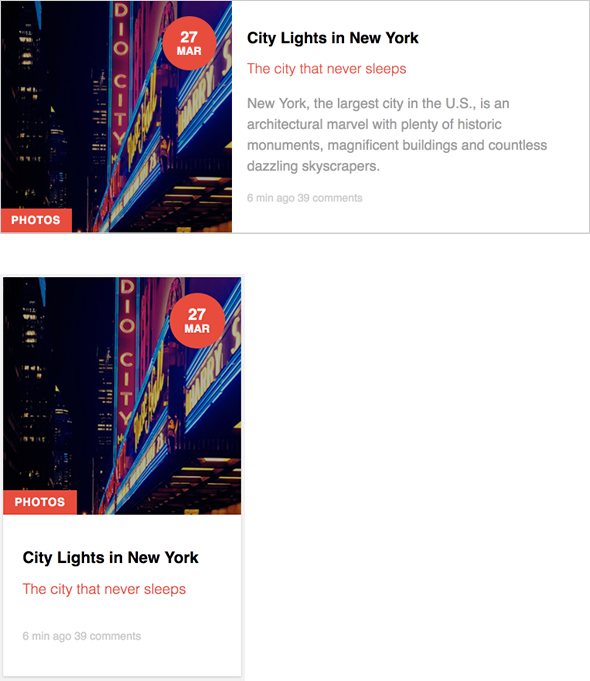 DIO CITY
27
MAR
City Lights in New York
The city that never sleeps
New York, the largest city in the U.S., is an
architectural marvel with plenty of historic
monuments, magnificent buildings and countless
dazzling skyscrapers.
6 min ago 39 comments
PHOTOS
DIO CITY
27
MAR
PHOTOS
City Lights in New York
The city that never sleeps
6 min ago 39 comments